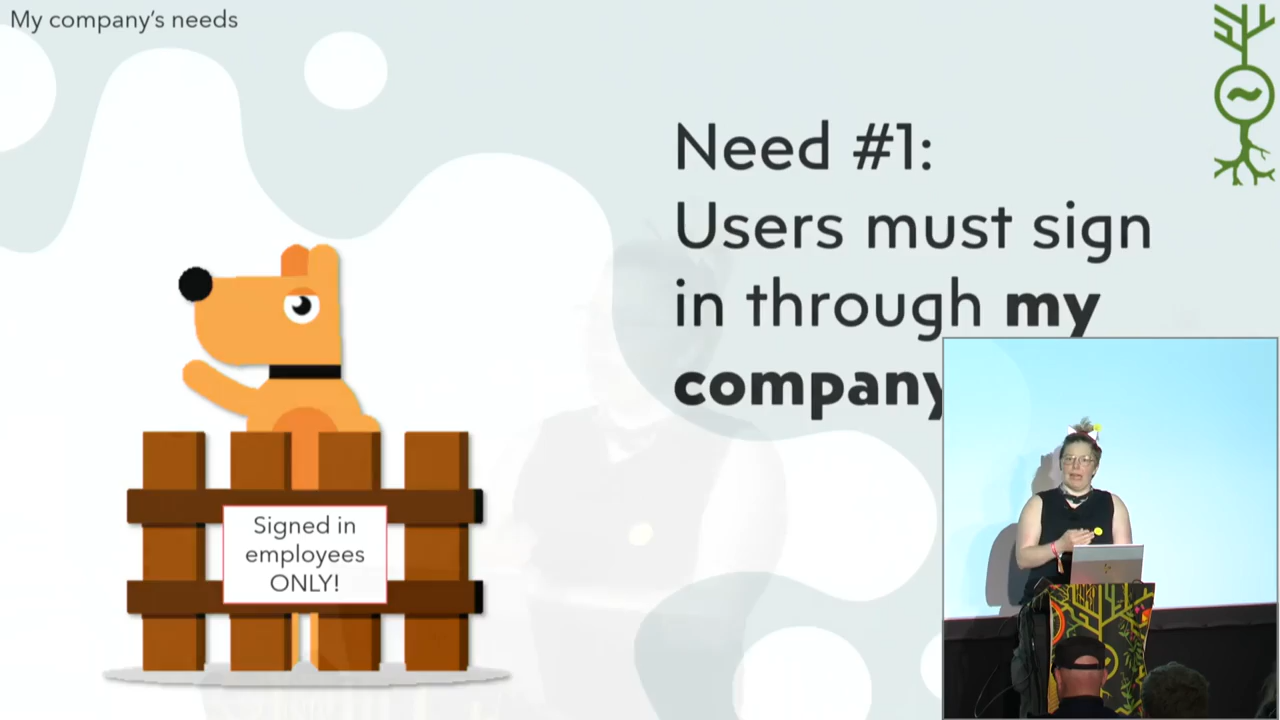 My company's needs
Need #1:
Users must sign
in through my
company
Signed in
employees
ONLY!